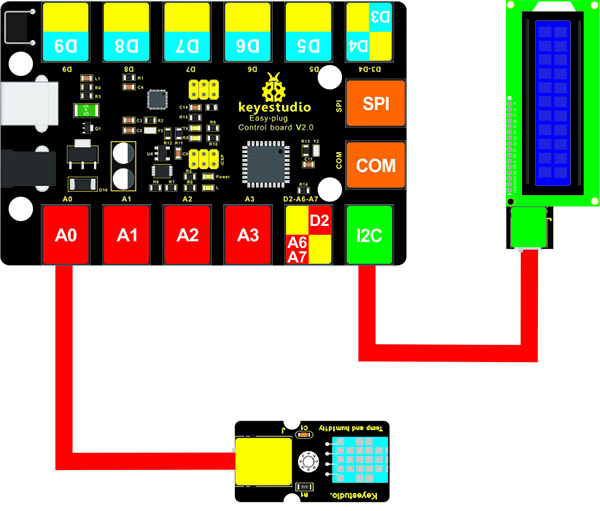 D9
D8
D7
D6
D5
D4
D3
D9
D8
D7
D6
D5
D3-D4
keyestudio
Easy-plug
Control board V2.0
SPI
SPI
COM
COM
Power
L
A0
A1
A2
A3
D2-A6-A7
A0
A1
A2
A3
D2
A6
A7
I2C
Temp and humidity
C1
J
R1
Keyestudio.